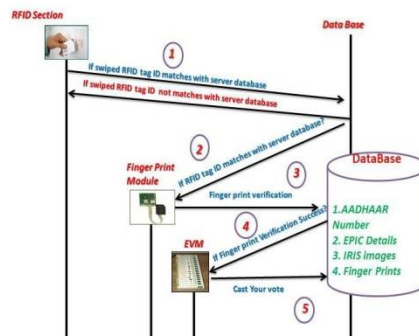 RFID Section
Data Base
1
If swiped RFID tag ID matches with server database
If swiped RFID tag ID not matches with server database
2
If RFID tag ID matches with server database?
DataBase
3
Finger Print
Module
Finger print verification
1.AADHAAR
Number
2. EPIC Details
3. IRIS images
4. Finger Prints
4
If Finger print Verification Success?
EVM
Cast Your vote
5